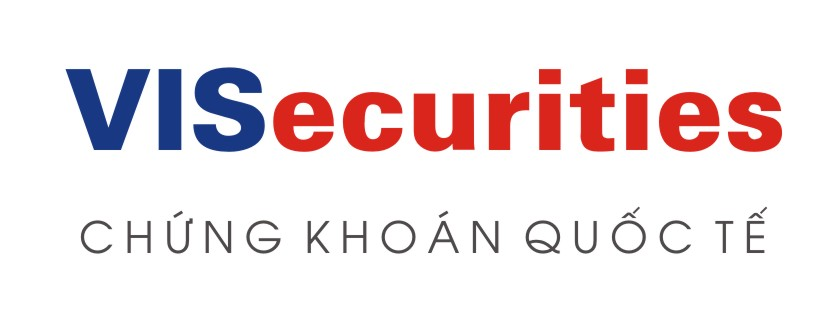 VISecurities
CHỨNG KHOÁN QUỐC TẾ